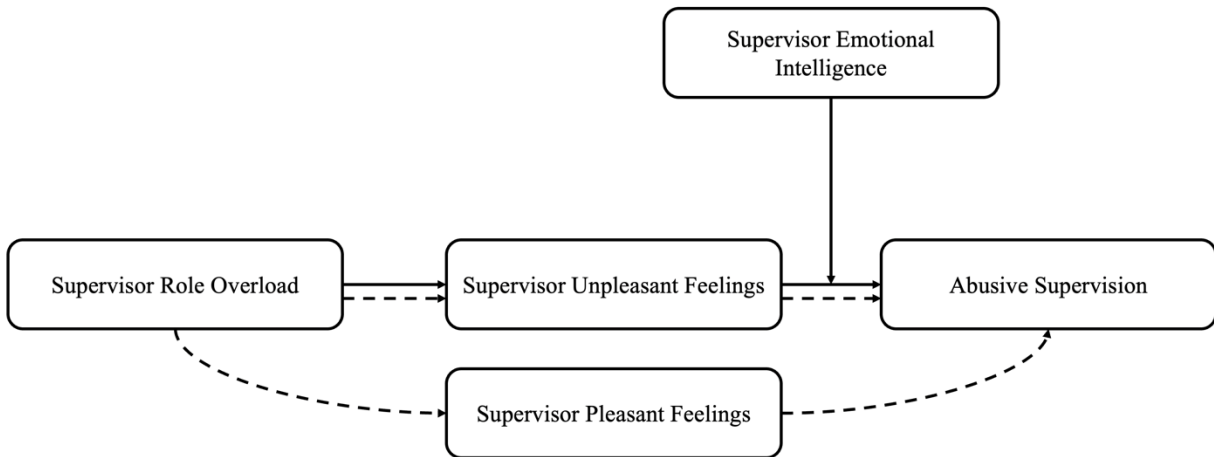 Supervisor Emotional
Intelligence
Supervisor Role Overload
Supervisor Unpleasant Feelings
Abusive Supervision
Supervisor Pleasant Feelings